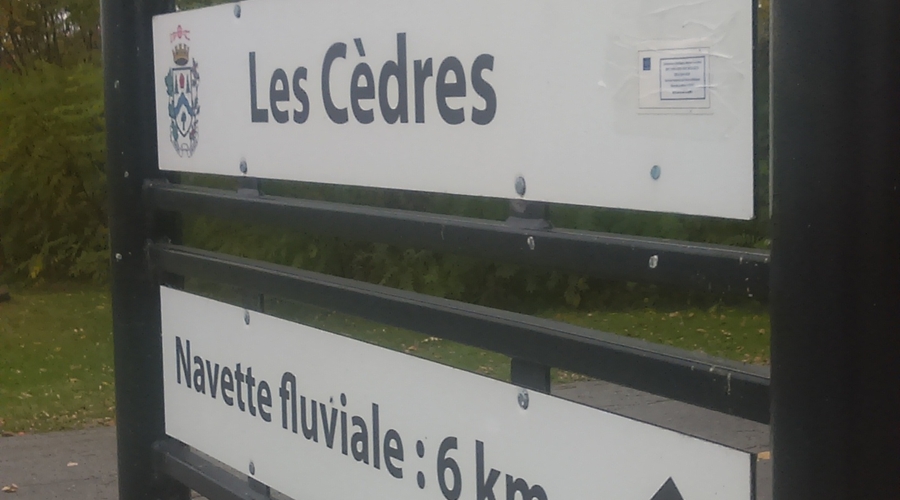 Les Cèdres
Navette fluviale : 6 km